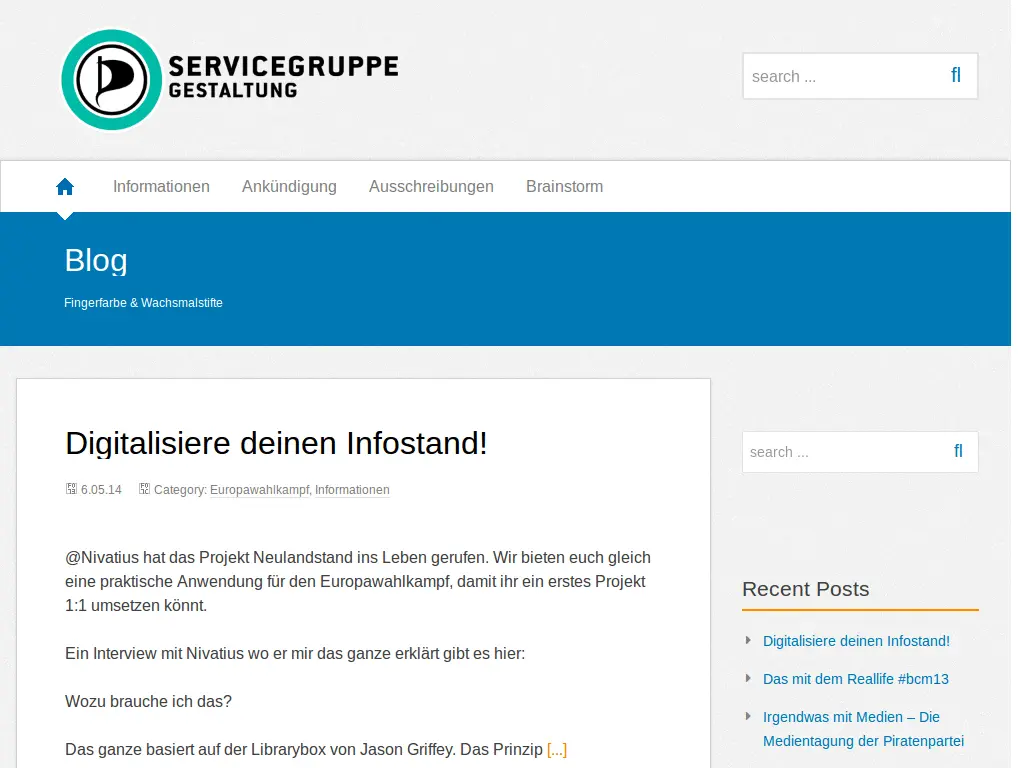 SERVICEGRUPPE
GESTALTUNG
search ...
Informationen
Ankündigung
Ausschreibungen
Brainstorm
Blog
Fingerfarbe & Wachsmalstifte
Digitalisiere deinen Infostand!
6.05.14 Category: Europawahlkampf, Informationen
@Nivatius hat das Projekt Neulandstand ins Leben gerufen. Wir bieten euch gleich
eine praktische Anwendung für den Europawahlkampf, damit ihr ein erstes Projekt
1:1 umsetzen könnt.
Ein Interview mit Nivatius wo er mir das ganze erklärt gibt es hier:
Wozu brauche ich das?
Das ganze basiert auf der Librarybox von Jason Griffey. Das Prinzip [...]
search ...
Recent Posts
Digitalisiere deinen Infostand!
Das mit dem Reallife #bcm13
Irgendwas mit Medien – Die
Medientagung der Piratenpartei